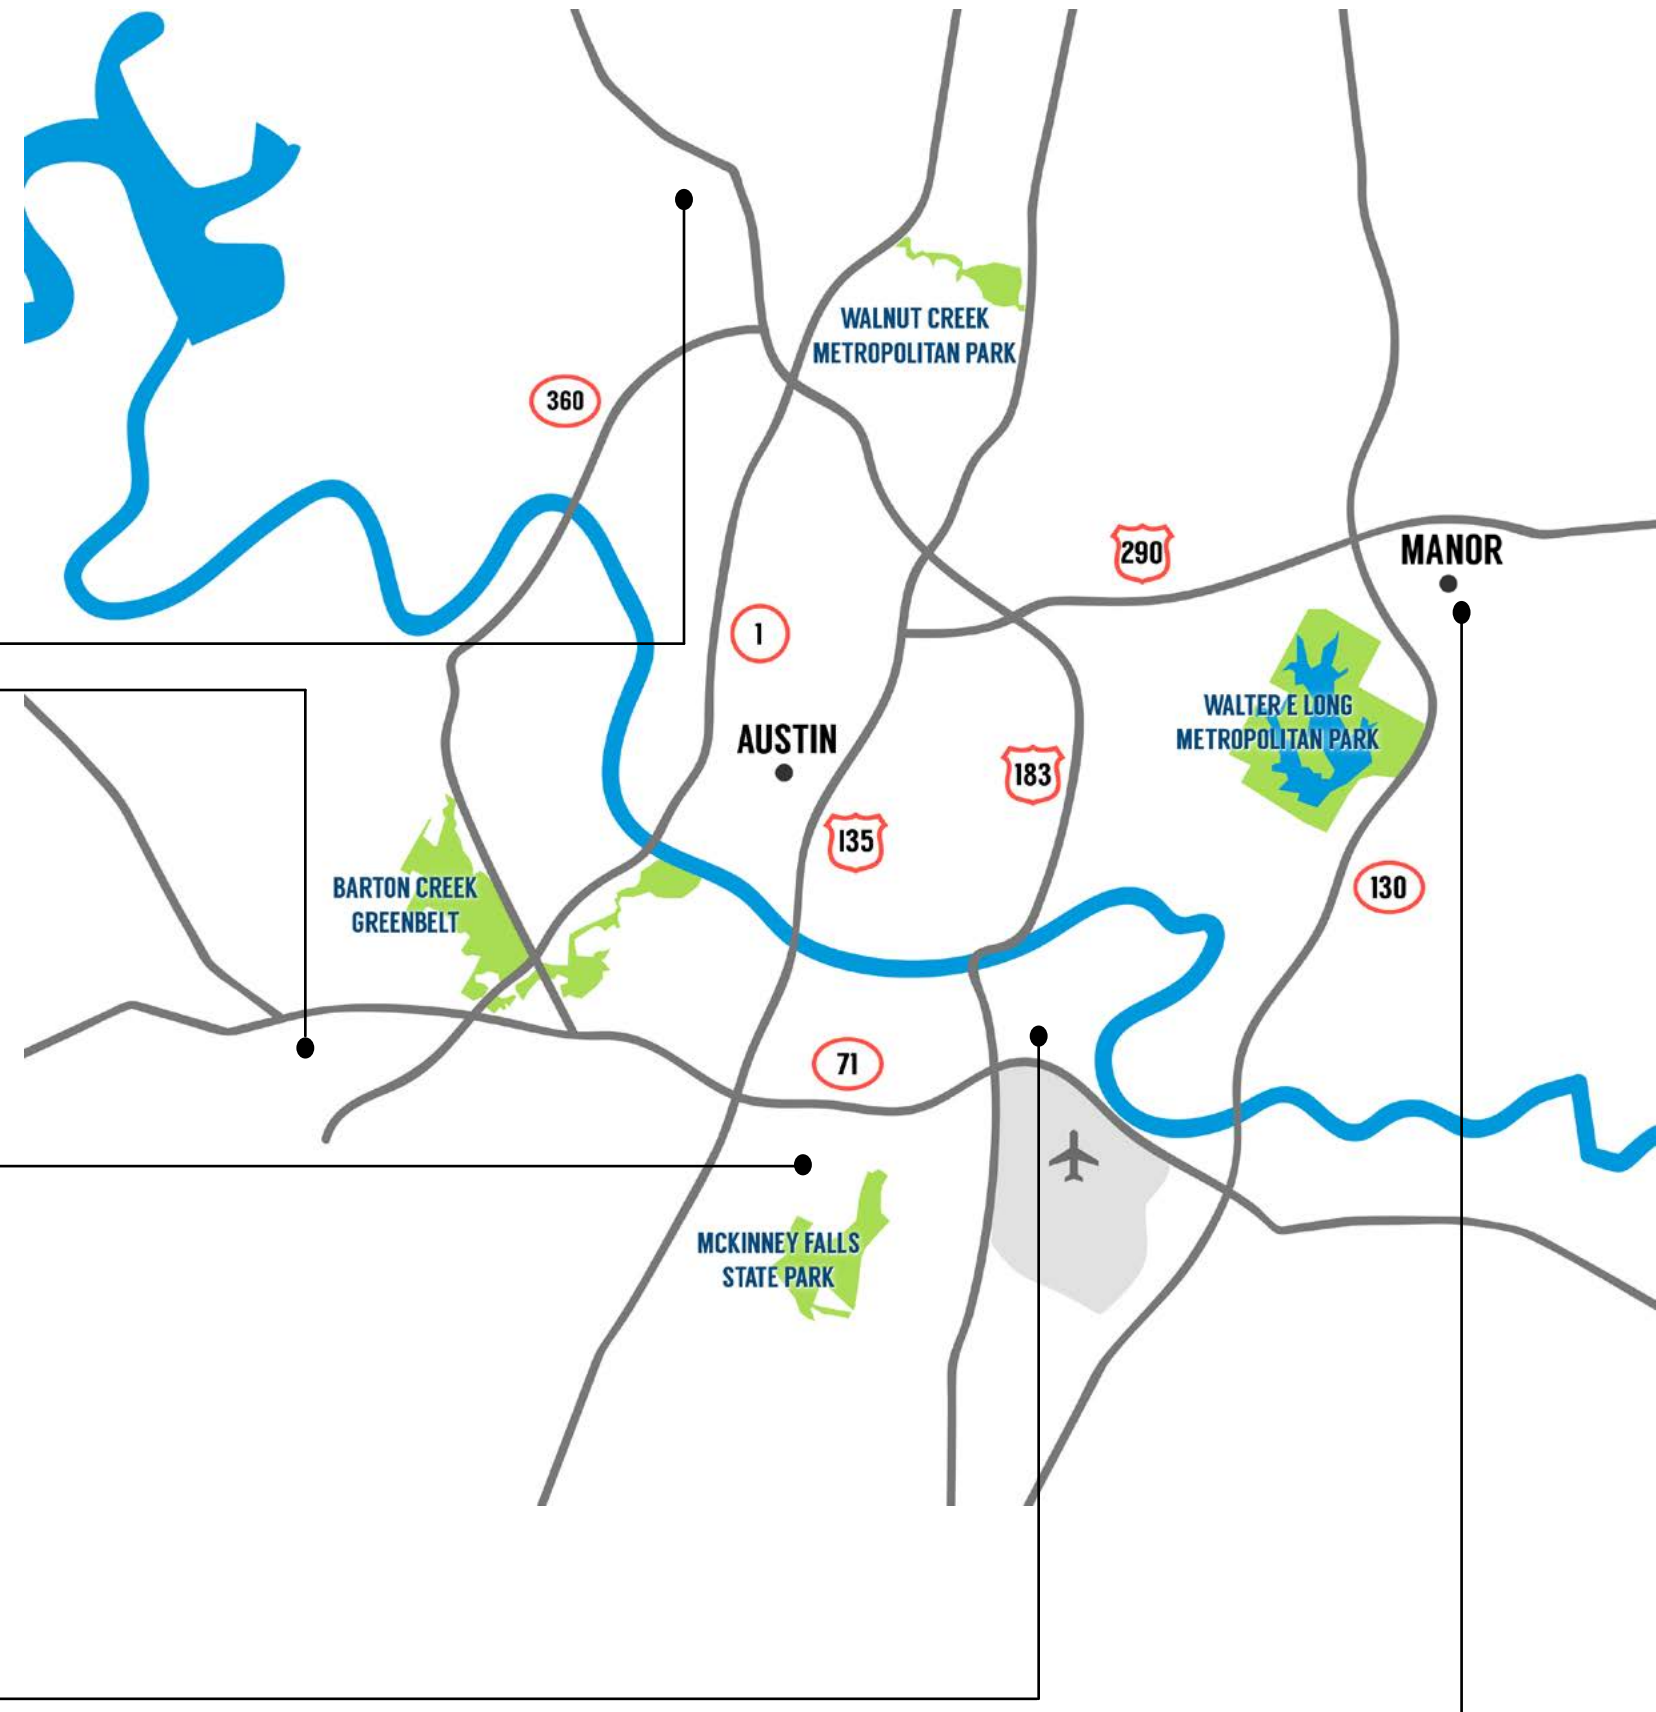 WALNUT CREEK
METROPOLITAN PARK
360
290
MANOR
1
WALTER E LONG
METROPOLITAN PARK
AUSTIN
183
135
BARTON CREEK
GREENBELT
130
71
MCKINNEY FALLS
STATE PARK